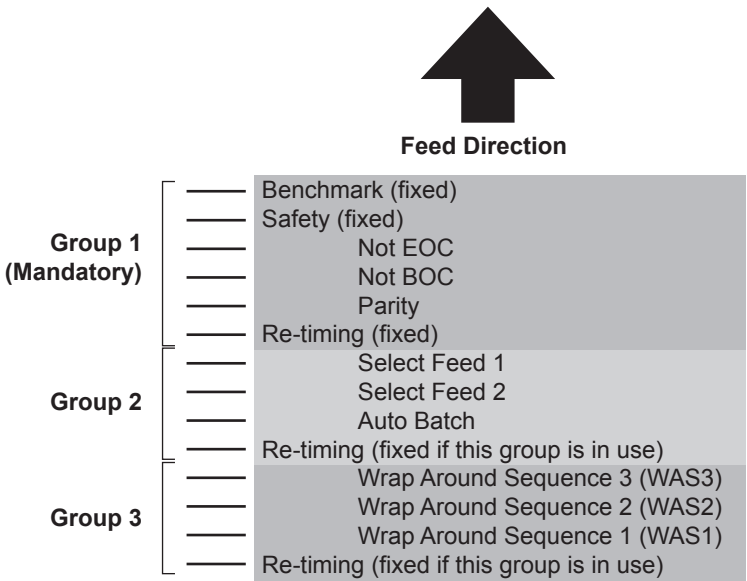 Feed Direction
Group 1
(Mandatory)
Benchmark (fixed)
Safety (fixed)
Not EOC
Not BOC
Parity
Re-timing (fixed)
Group 2
Select Feed 1
Select Feed 2
Auto Batch
Re-timing (fixed if this group is in use)
Group 3
Wrap Around Sequence 3 (WAS3)
Wrap Around Sequence 2 (WAS2)
Wrap Around Sequence 1 (WAS1)
Re-timing (fixed if this group is in use)